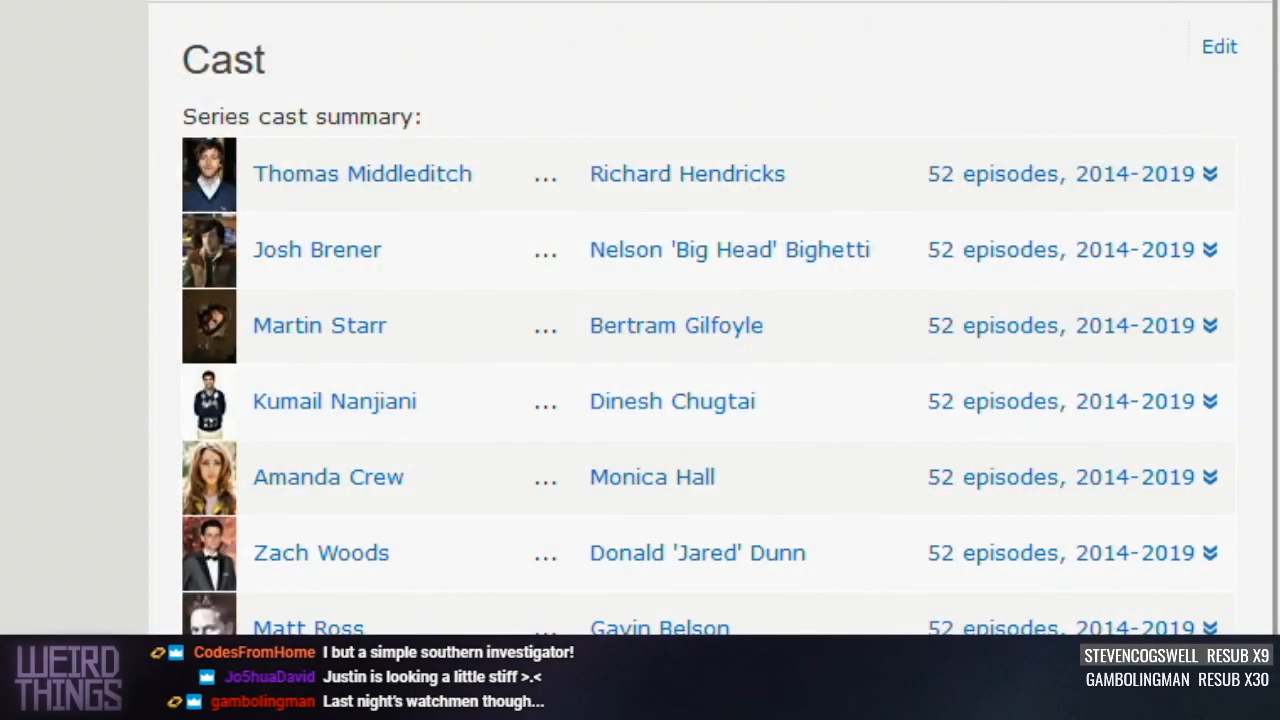 Cast
Edit
Series cast summary:
Thomas Middleditch ... Richard Hendricks 52 episodes, 2014-2019
Josh Brener ... Nelson 'Big Head' Bighetti 52 episodes, 2014-2019
Martin Starr ... Bertram Gilfoyle 52 episodes, 2014-2019
Kumail Nanjiani ... Dinesh Chugtai 52 episodes, 2014-2019
Amanda Crew ... Monica Hall 52 episodes, 2014-2019
Zach Woods ... Donald 'Jared' Dunn 52 episodes, 2014-2019
Matt Ross ... Gavin Belson 52 episodes, 2014-2019
WEIRD
THINGS
CodesFromHome I but a simple southern investigator!
Jo5huaDavid Justin is looking a little stiff >.<
gambolingman Last night's watchmen though...
STEVENCOGSWELL RESUB X9
GAMBOLINGMAN RESUB X30